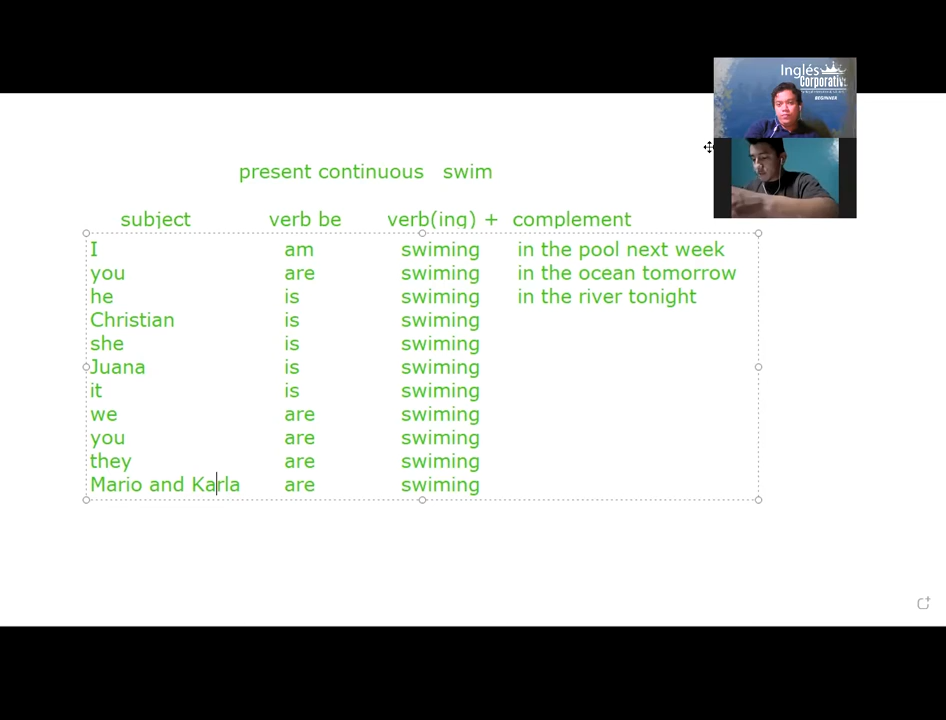 Inglés
Corporativ
BEGINNER
present continuous swim
subject verb be verb(ing) + complement
I am swiming in the pool next week
you are swiming in the ocean tomorrow
he is swiming in the river tonight
Christian is swiming
she is swiming
Juana is swiming
it is swiming
we are swiming
you are swiming
they are swiming
Mario and Karla are swiming